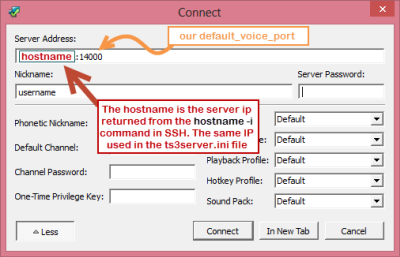 Connect
our default_voice_port
Server Address:
hostname :14000
Nickname: Server Password:
username
The hostname is the server ip
returned from the hostname -i
command in SSH. The same IP
used in the ts3server.ini file
Phonetic Nickname: Default
Default Channel: Default
Channel Password: Playback Profile: Default
Hotkey Profile: Default
One-Time Privilege Key: Sound Pack: Default
Less Connect In New Tab Cancel